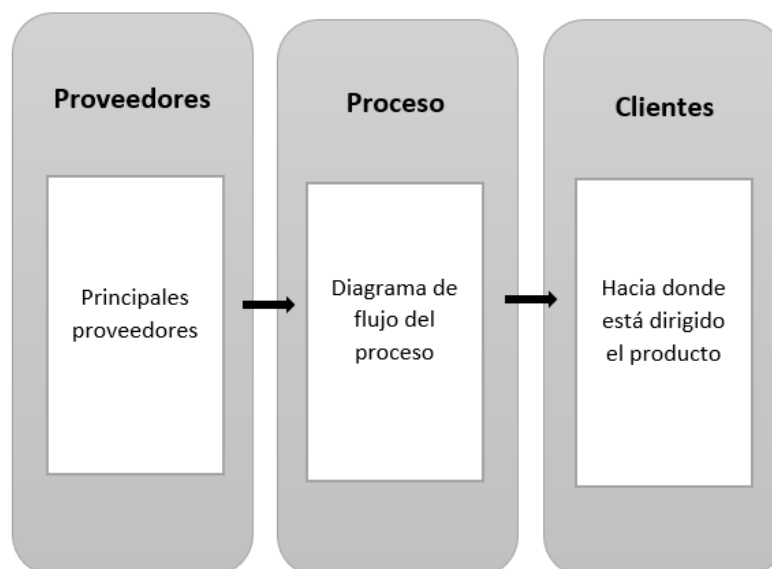 Proveedores
Principales
proveedores
Proceso
Diagrama de
flujo del
proceso
Clientes
Hacia donde
está dirigido
el producto